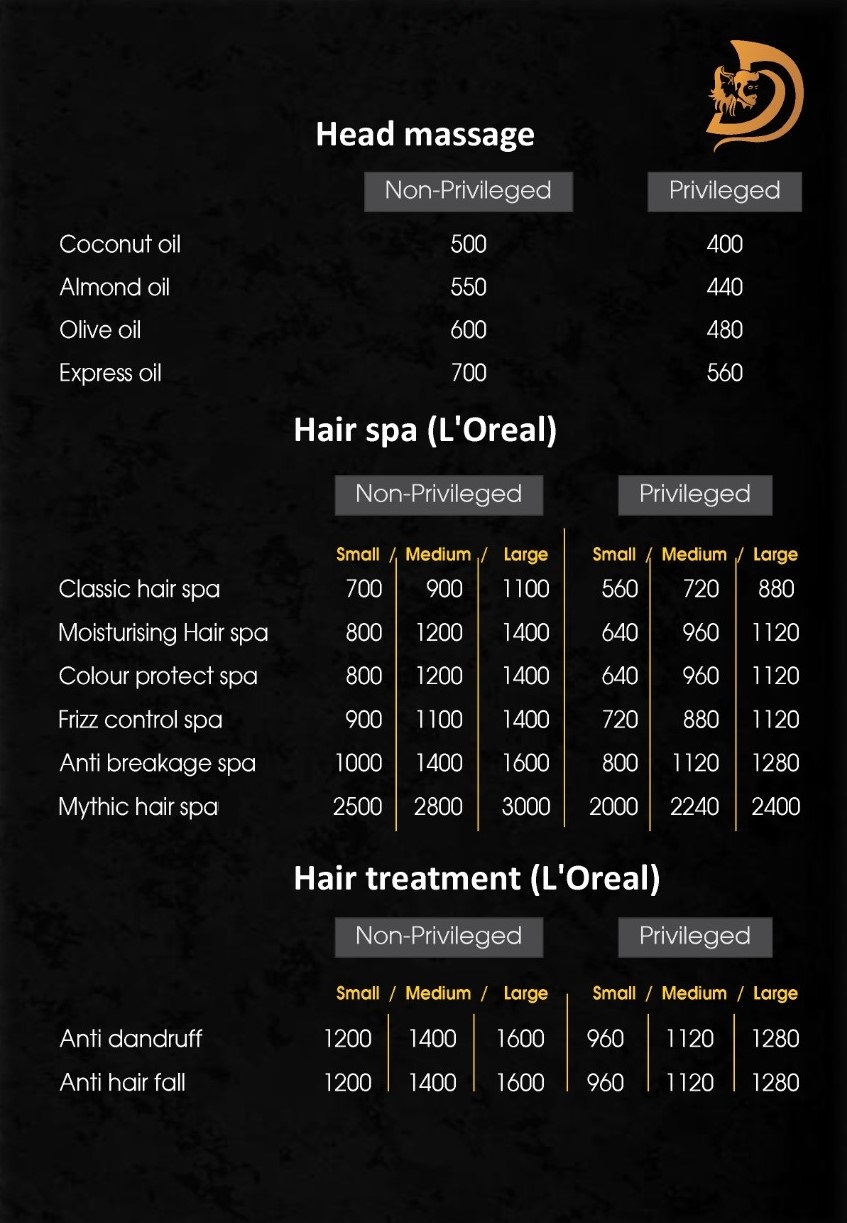 Head massage
Non-Privileged Privileged
Coconut oil 500 400
Almond oil 550 440
Olive oil 600 480
Express oil 700 560
Hair spa (L'Oreal)
Non-Privileged Privileged
Small / Medium / Large Small / Medium / Large
Classic hair spa 700 900 1100 560 720 880
Moisturising Hair spa 800 1200 1400 640 960 1120
Colour protect spa 800 1200 1400 640 960 1120
Frizz control spa 900 1100 1400 720 880 1120
Anti breakage spa 1000 1400 1600 800 1120 1280
Mythic hair spa 2500 2800 3000 2000 2240 2400
Hair treatment (L'Oreal)
Non-Privileged Privileged
Small / Medium / Large Small / Medium / Large
Anti dandruff 1200 1400 1600 960 1120 1280
Anti hair fall 1200 1400 1600 960 1120 1280